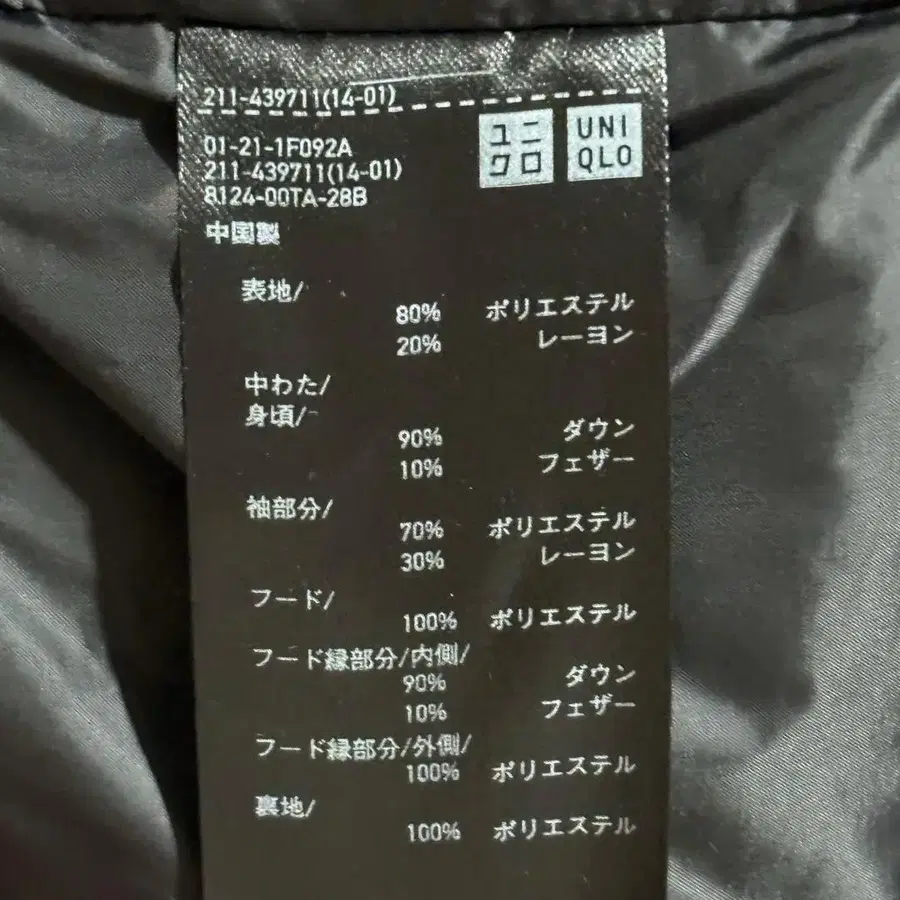 211-439711(14-01)
ユニ
クロ
UNI
QLO
01-21-1F092A
211-439711(14-01)
8124-00TA-28B
中国製
表地/
80% ポリエステル
20% レーヨン
中わた/
身頃/
90% ダウン
10% フェザー
袖部分/
70% ポリエステル
30% レーヨン
フード/
100% ポリエステル
フード縁部分/内側/
90% ダウン
10% フェザー
フード縁部分/外側/
100% ポリエステル
裏地/
100% ポリエステル